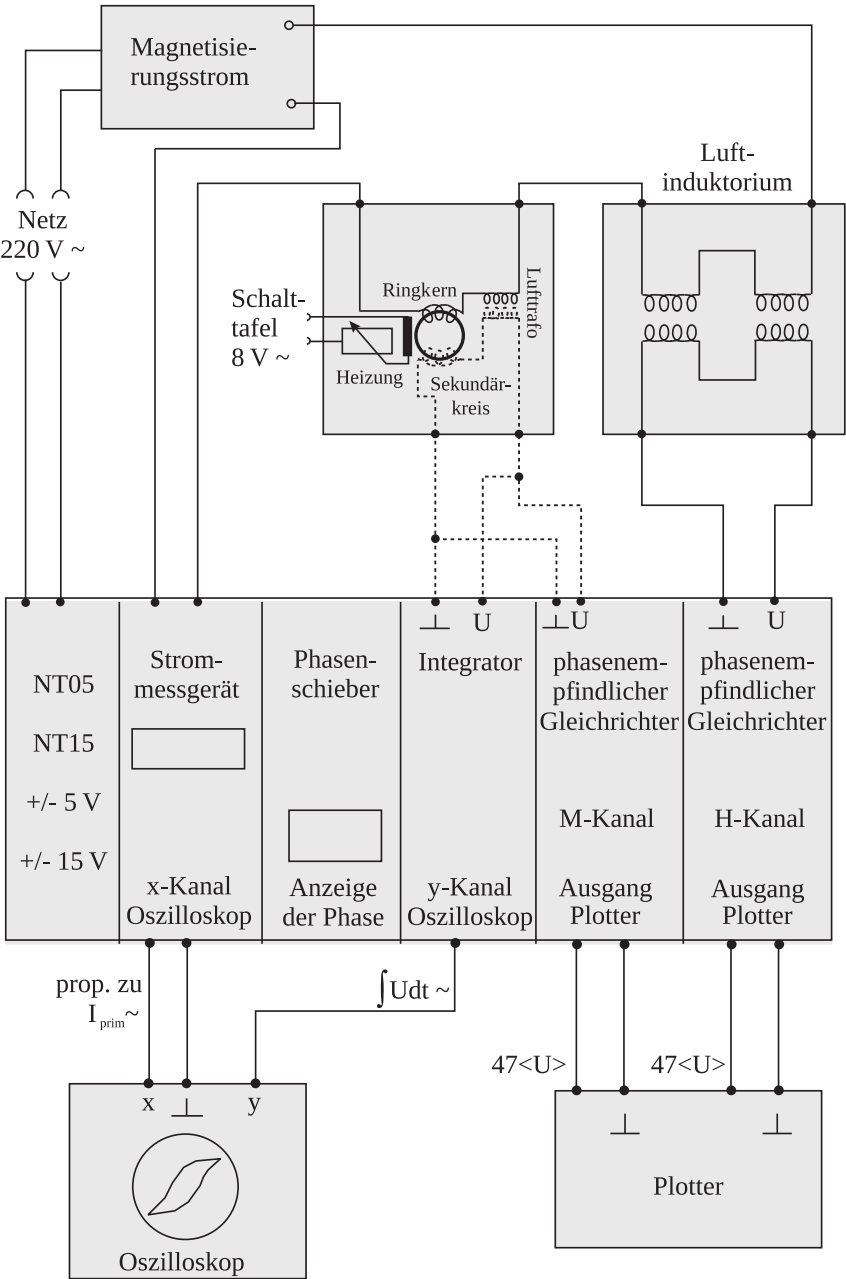 Magnetisie-
rungsstrom
Luft-
induktorium
Netz
220 V ~
Schalt-
tafel
8 V ~
Ringkern
Lufttrafo
Heizung
Sekundär-
kreis
NT05
NT15
+/- 5 V
+/- 15 V
Strom-
messgerät
x-Kanal
Oszilloskop
Phasen-
schieber
Anzeige
der Phase
⊥ U
Integrator
y-Kanal
Oszilloskop
⊥ U
phasenem-
pfindlicher
Gleichrichter
M-Kanal
Ausgang
Plotter
⊥ U
phasenem-
pfindlicher
Gleichrichter
H-Kanal
Ausgang
Plotter
prop. zu
I prim ~
∫Udt ~
47<U>
47<U>
x ⊥ y
Oszilloskop
⊥ ⊥
Plotter